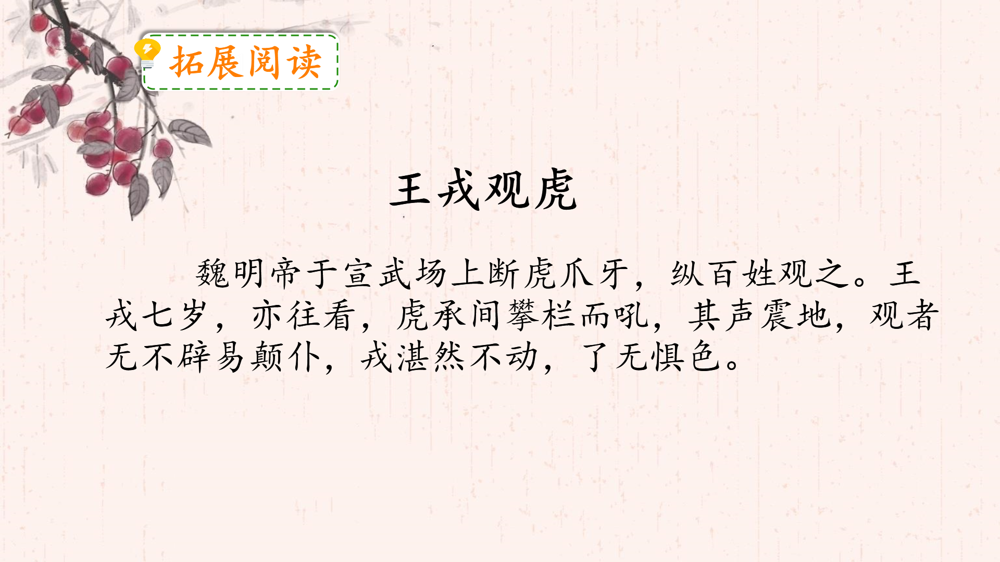 拓展阅读
王戎观虎
魏明帝于宣武场上断虎爪牙，纵百姓观之。王
戎七岁，亦往看，虎承间攀栏而吼，其声震地，观者
无不辟易颠仆，戎湛然不动，了无惧色。